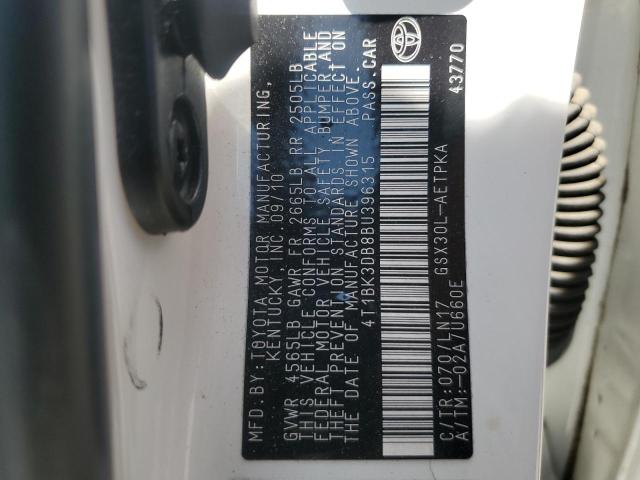 MFD.BY:TOYOTA MOTOR MANUFACTURING,
KENTUCKY, INC. 09/10
GVWR 4565LB GAWR FR 2665LB RR 2505LB
THIS VEHICLE CONFORMS TO ALL APPLICABLE
FEDERAL MOTOR VEHICLE SAFETY, BUMPER, AND
THEFT PREVENTION STANDARDS IN EFFECT ON
THE DATE OF MANUFACTURE SHOWN ABOVE.
4T1BK3DB8BU396315 PASS.CAR
C/TR:070/LN17 GSX30L-AETPKA
A/TM:-02A/U660E 43770